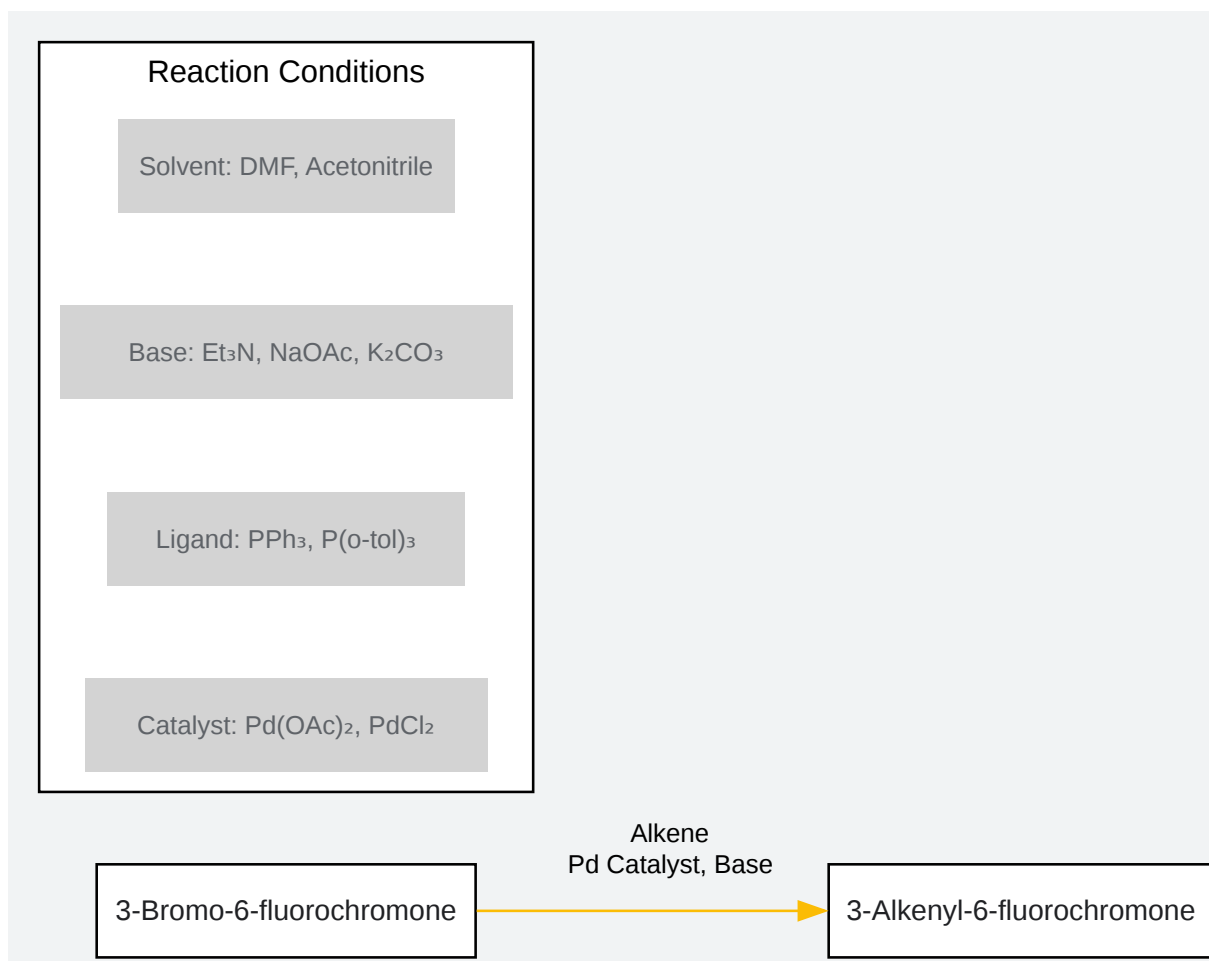 Reaction Conditions
Solvent: DMF, Acetonitrile
Base: Et₃N, NaOAc, K₂CO₃
Ligand: PPh₃, P(o-tol)₃
Catalyst: Pd(OAc)₂, PdCl₂
Alkene
Pd Catalyst, Base
3-Bromo-6-fluorochromone
3-Alkenyl-6-fluorochromone